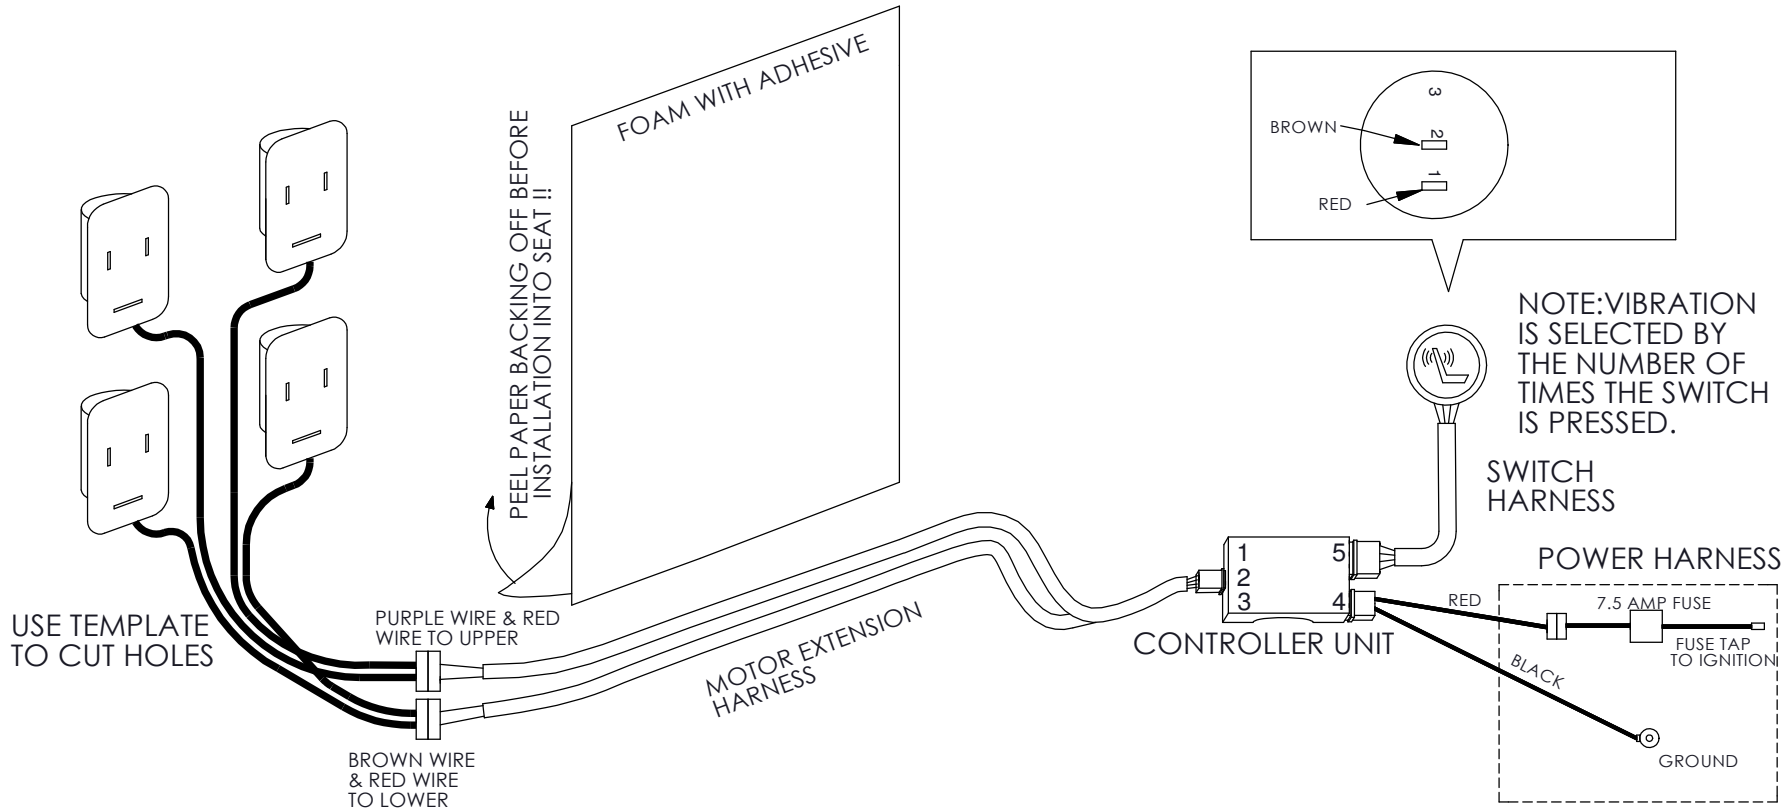 FOAM WITH ADHESIVE
PEEL PAPER BACKING OFF BEFORE
INSTALLATION INTO SEAT !!
3
BROWN
2
1
RED
NOTE:VIBRATION
IS SELECTED BY
THE NUMBER OF
TIMES THE SWITCH
IS PRESSED.
SWITCH
HARNESS
POWER HARNESS
1
2
3
5
4
CONTROLLER UNIT
RED
7.5 AMP FUSE
FUSE TAP
TO IGNITION
BLACK
GROUND
USE TEMPLATE
TO CUT HOLES
PURPLE WIRE & RED
WIRE TO UPPER
MOTOR EXTENSION
HARNESS
BROWN WIRE
& RED WIRE
TO LOWER